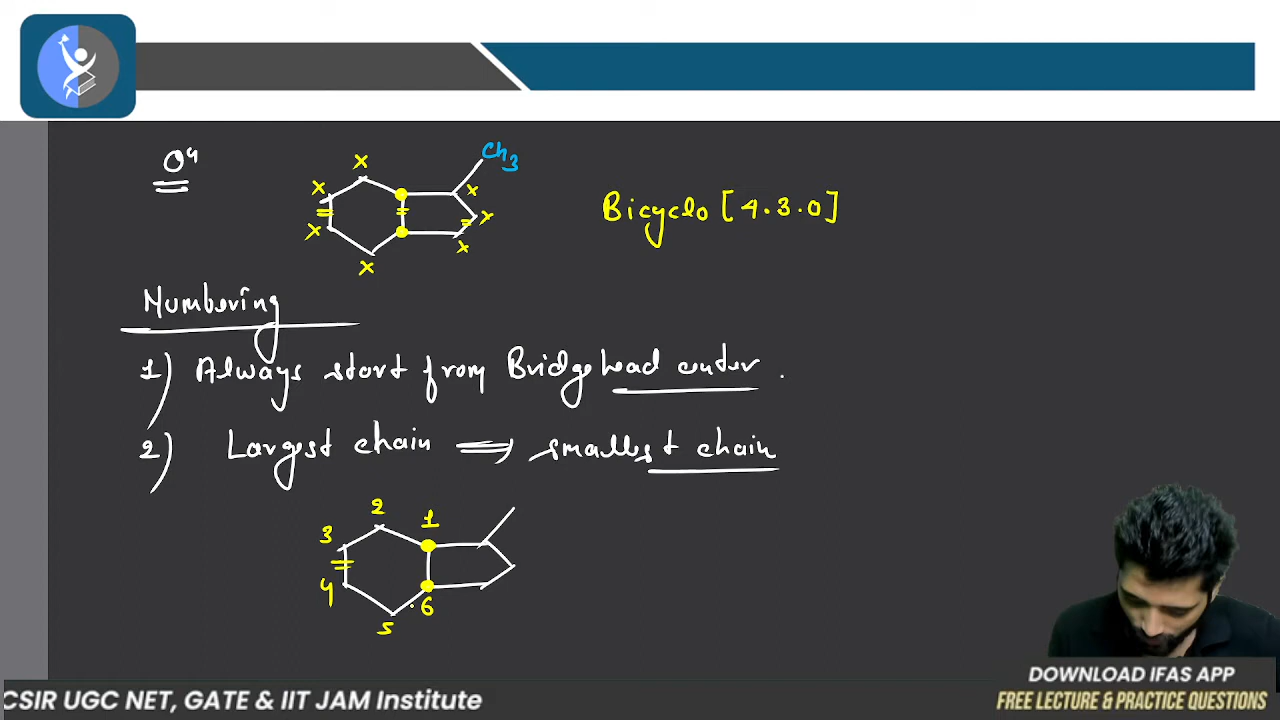 Q4
CH3
x
x
x
x
x
x
x
Bicyclo [4.3.0]
Numbering
1) Always start from Bridgehead center.
2) Largest chain ⟹ smallest chain
1
2
3
4
5
6
DOWNLOAD IFAS APP
FREE LECTURE & PRACTICE QUESTIONS
CSIR UGC NET, GATE & IIT JAM Institute